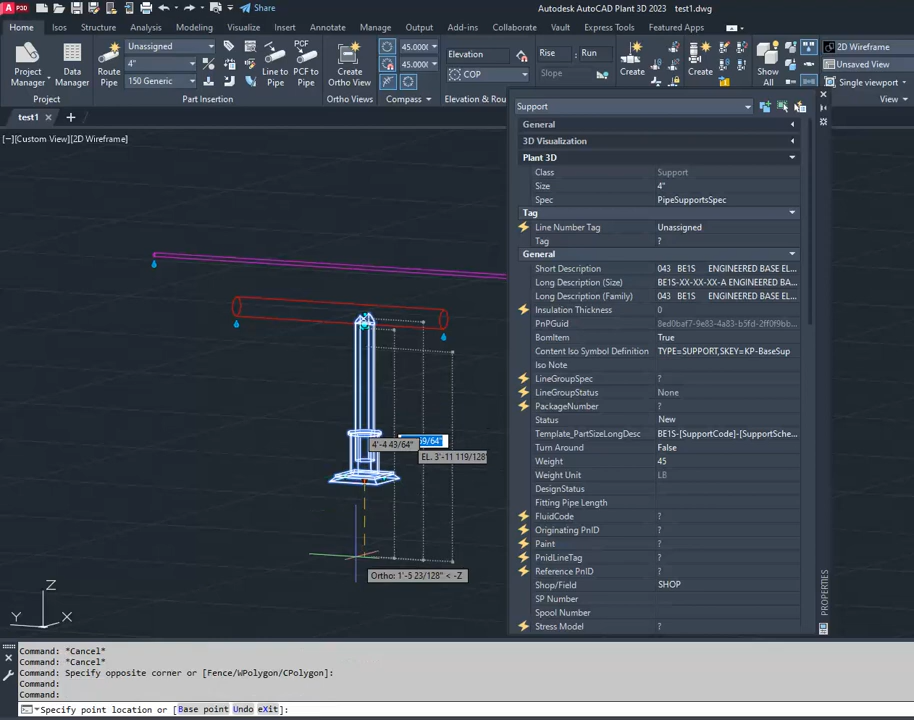 A P3D
Share
Autodesk AutoCAD Plant 3D 2023 test1.dwg
Home Isos Structure Analysis Modeling Visualize Insert Annotate Manage Output Add-ins Collaborate Vault Express Tools Featured Apps
Project Manager
Data Manager
Route Pipe
Unassigned
4"
150 Generic
Line to Pipe
PCF to Pipe
Create Ortho View
45.000
45.000
Elevation
COP
Rise Run
Slope
Create
Create
Show All
2D Wireframe
Unsaved View
Single viewport
Project
Part Insertion
Ortho Views
Compass
Elevation & Rou
View
test1
[−][Custom View][2D Wireframe]
Support
General
3D Visualization
Plant 3D
Class Support
Size 4"
Spec PipeSupportsSpec
Tag
Line Number Tag Unassigned
Tag ?
General
Short Description 043 BE1S ENGINEERED BASE EL...
Long Description (Size) BE1S-XX-XX-XX-A ENGINEERED BAS...
Long Description (Family) 043 BE1S ENGINEERED BASE EL...
Insulation Thickness 0
PnPGuid 8ed0baf7-9e83-4a83-b5fd-2ff0f9bb...
BomItem True
Content Iso Symbol Definition TYPE=SUPPORT,SKEY=KP-BaseSup
Iso Note
LineGroupSpec ?
LineGroupStatus None
PackageNumber ?
Status New
Template_PartSizeLongDesc BE1S-[SupportCode]-[SupportSche...
Turn Around False
Weight 45
Weight Unit LB
DesignStatus
Fitting Pipe Length
FluidCode ?
Originating PnID ?
Paint ?
PnidLineTag ?
Reference PnID ?
Shop/Field SHOP
SP Number
Spool Number
Stress Model ?
PROPERTIES
4'-4 43/64"
59/64"
EL. 3'-11 119/128"
Ortho: 1'-5 23/128" < -Z
Z
Y
X
Command: *Cancel*
Command: *Cancel*
Command: Specify opposite corner or [Fence/WPolygon/CPolygon]:
Command:
Command:
Specify point location or [Base point Undo eXit]: